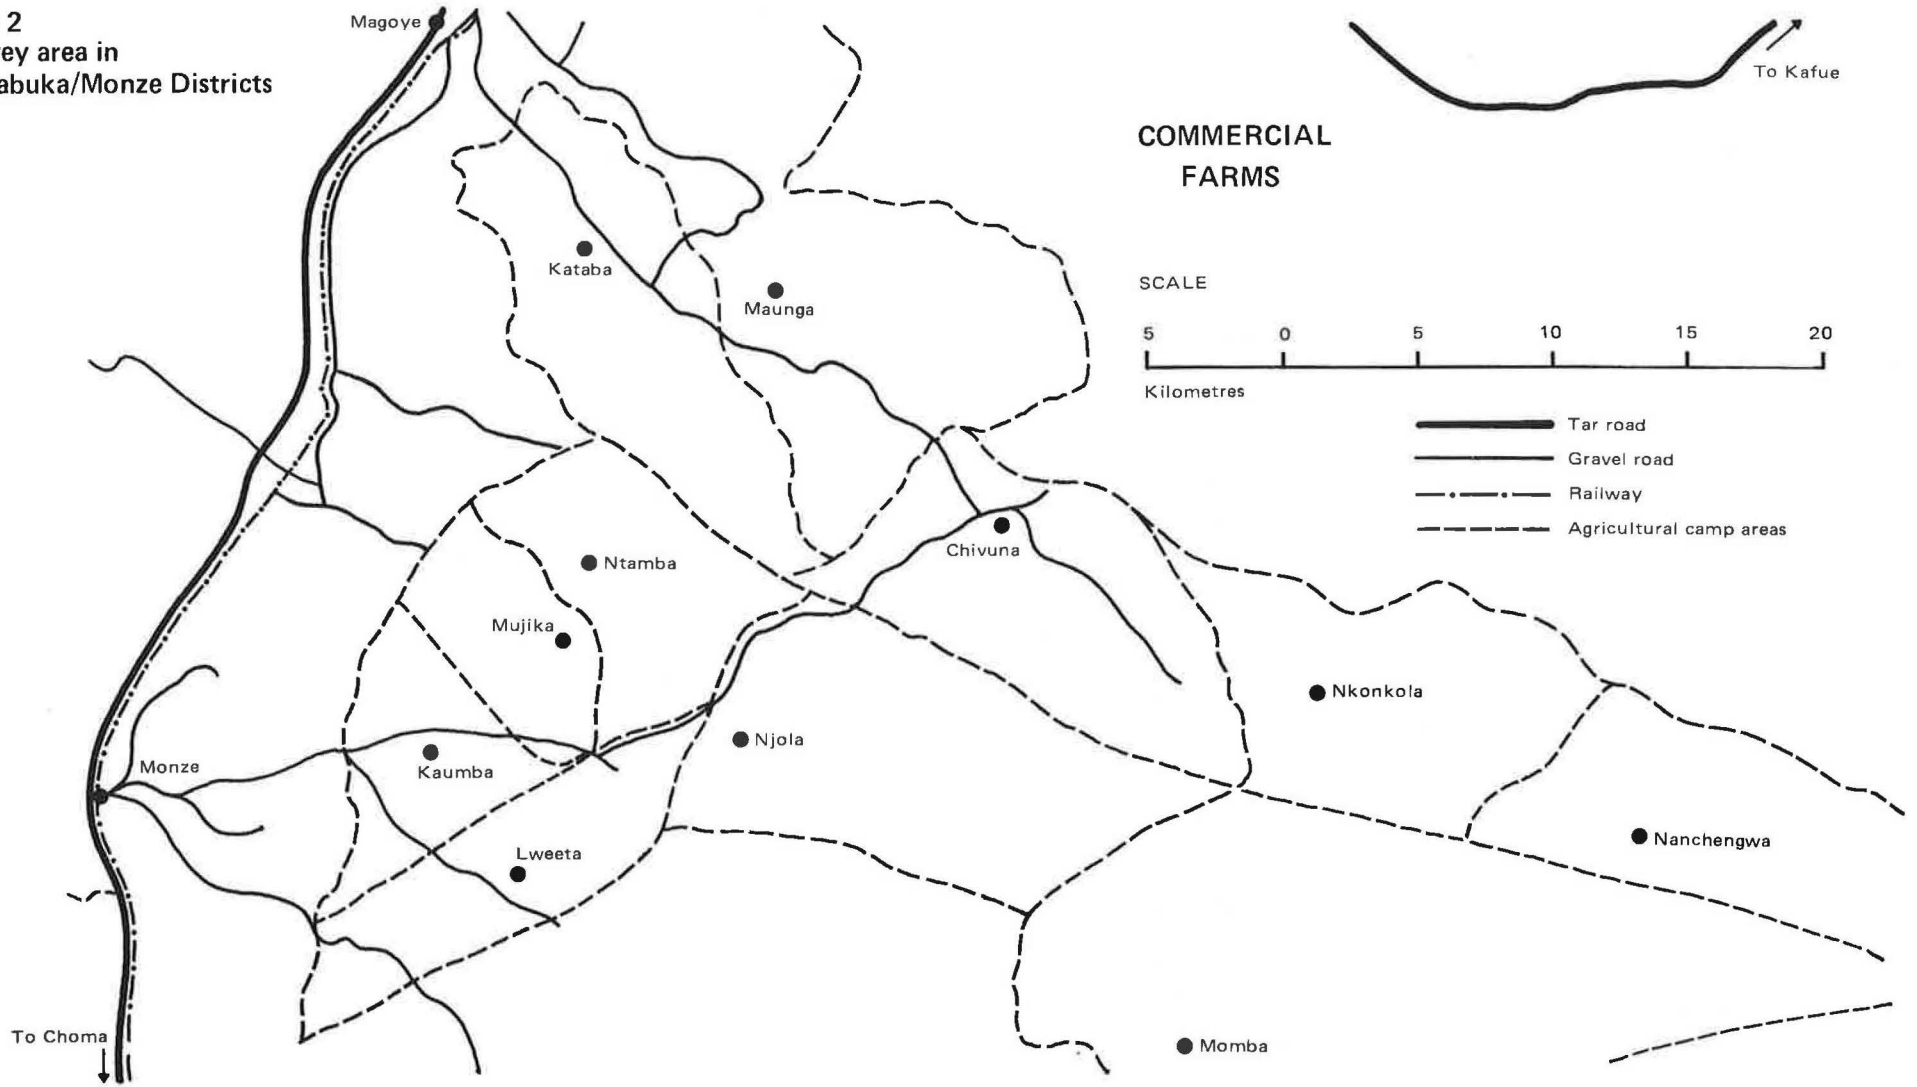 2
ey area in
abuka/Monze Districts
Magoye
To Kafue
COMMERCIAL
FARMS
Kataba
Maunga
SCALE
5 0 5 10 15 20
Kilometres
Tar road
Gravel road
Railway
Agricultural camp areas
Chivuna
Ntamba
Mujika
Nkonkola
Njola
Monze
Kaumba
Nanchengwa
Lweeta
To Choma
Momba